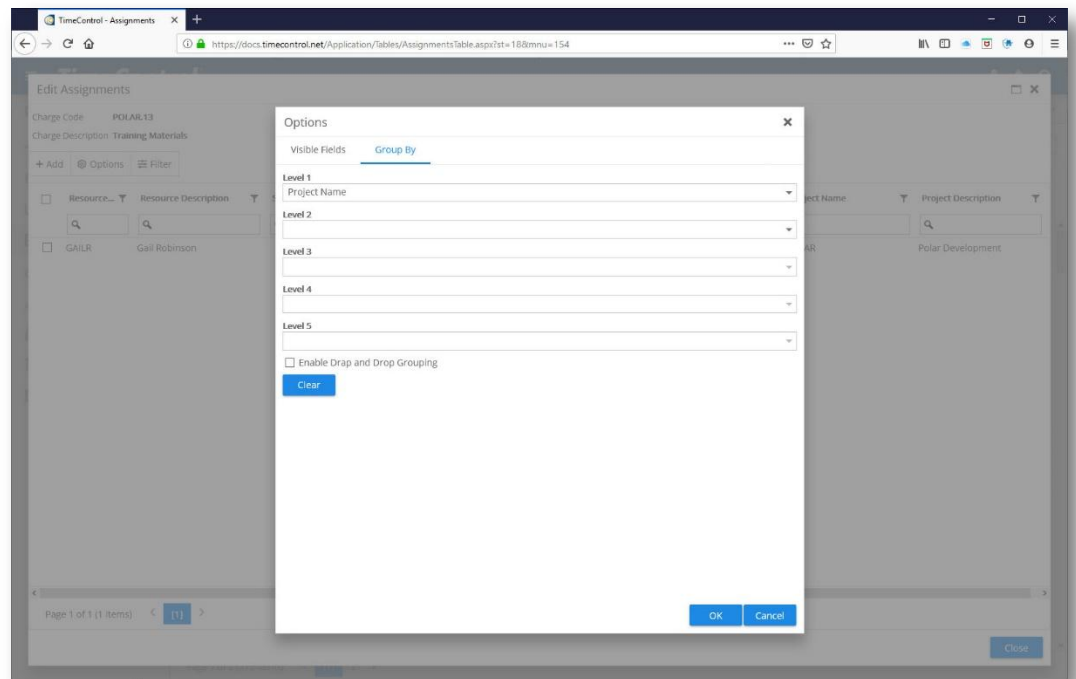 TimeControl - Assignments
https://docs.timecontrol.net/Application/Tables/AssignmentsTable.aspx?st=18&mnu=154
Edit Assignments
Charge Code POLAR.13
Charge Description Training Materials
+ Add Options Filter
Resource... Resource Description ject Name Project Description
GAILR Gail Robinson AR Polar Development
Options
Visible Fields Group By
Level 1
Project Name
Level 2
Level 3
Level 4
Level 5
Enable Drap and Drop Grouping
Clear
OK Cancel
Page 1 of 1 (1 items) < [1] >
Close